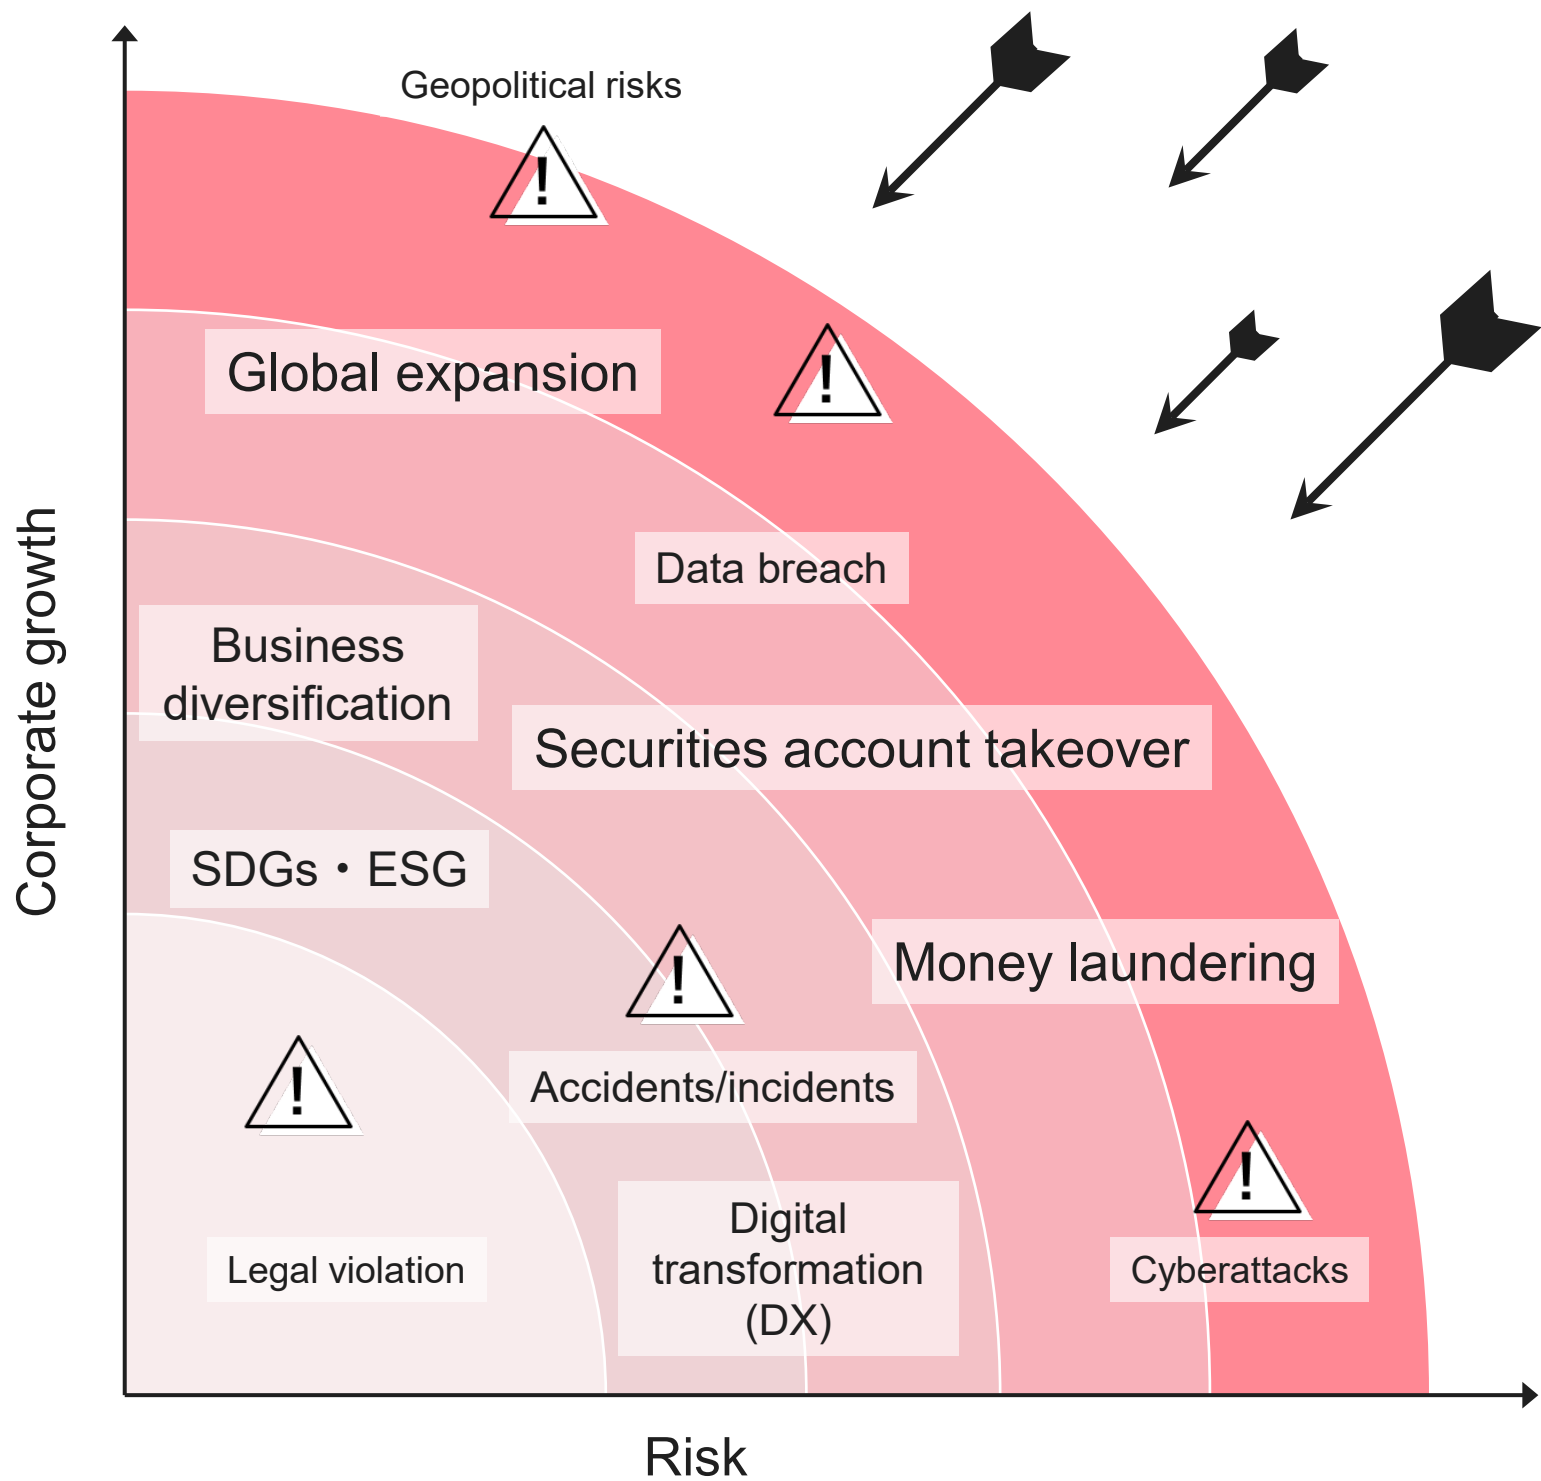 Geopolitical risks
!
!
Global expansion
Data breach
Business
diversification
Securities account takeover
Corporate growth
SDGs・ESG
Money laundering
!
!
Accidents/incidents
!
Digital
transformation
(DX)
Legal violation
Cyberattacks
Risk